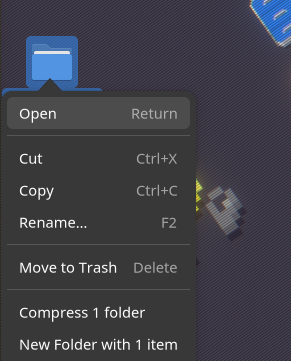 Open Return
Cut Ctrl+X
Copy Ctrl+C
Rename... F2
Move to Trash Delete
Compress 1 folder
New Folder with 1 item